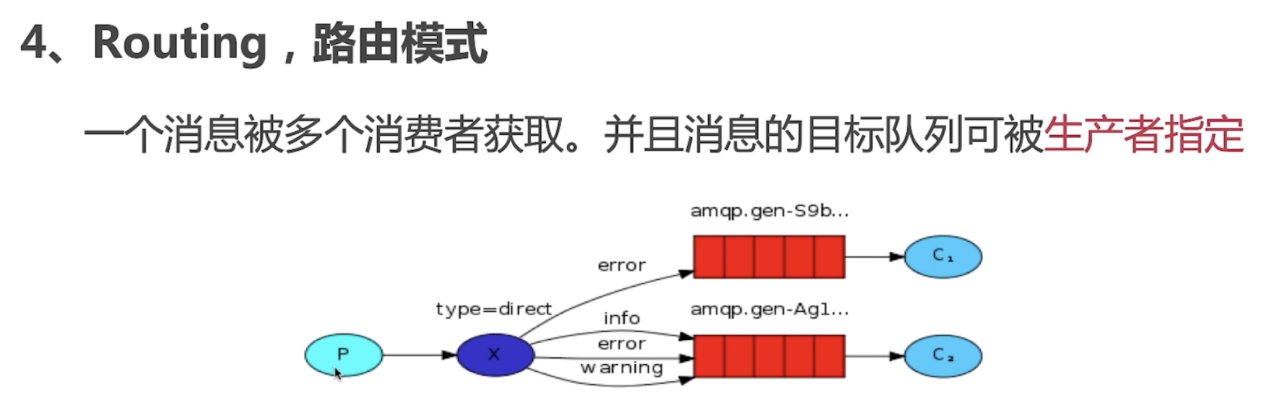 4、Routing，路由模式
一个消息被多个消费者获取。并且消息的目标队列可被生产者指定
amqp.gen-S9b...
error
C₁
type=direct
amqp.gen-Ag1...
info
error
P
X
C₂
warning